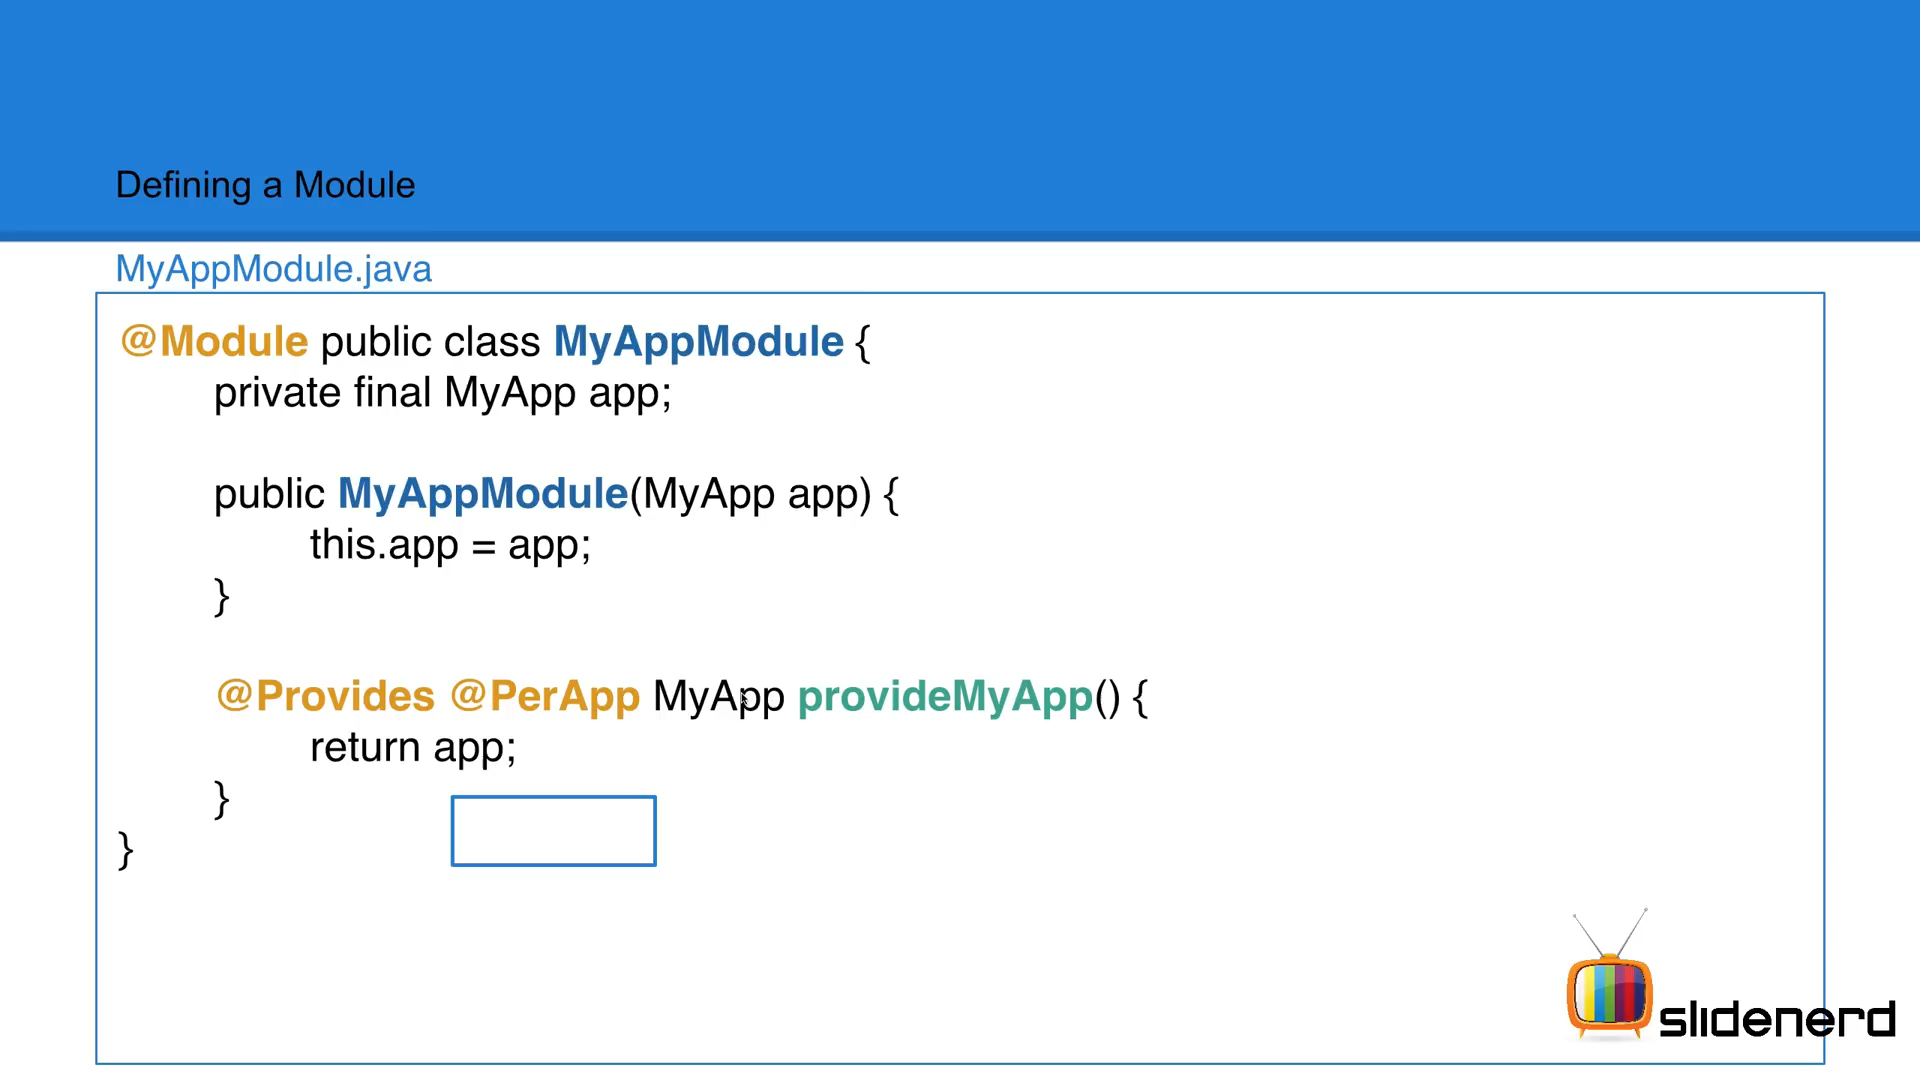 Defining a Module
MyAppModule.java
@Module public class MyAppModule {
private final MyApp app;
public MyAppModule(MyApp app) {
this.app = app;
}
@Provides @PerApp MyApp provideMyApp() {
return app;
}
}
slidenerd